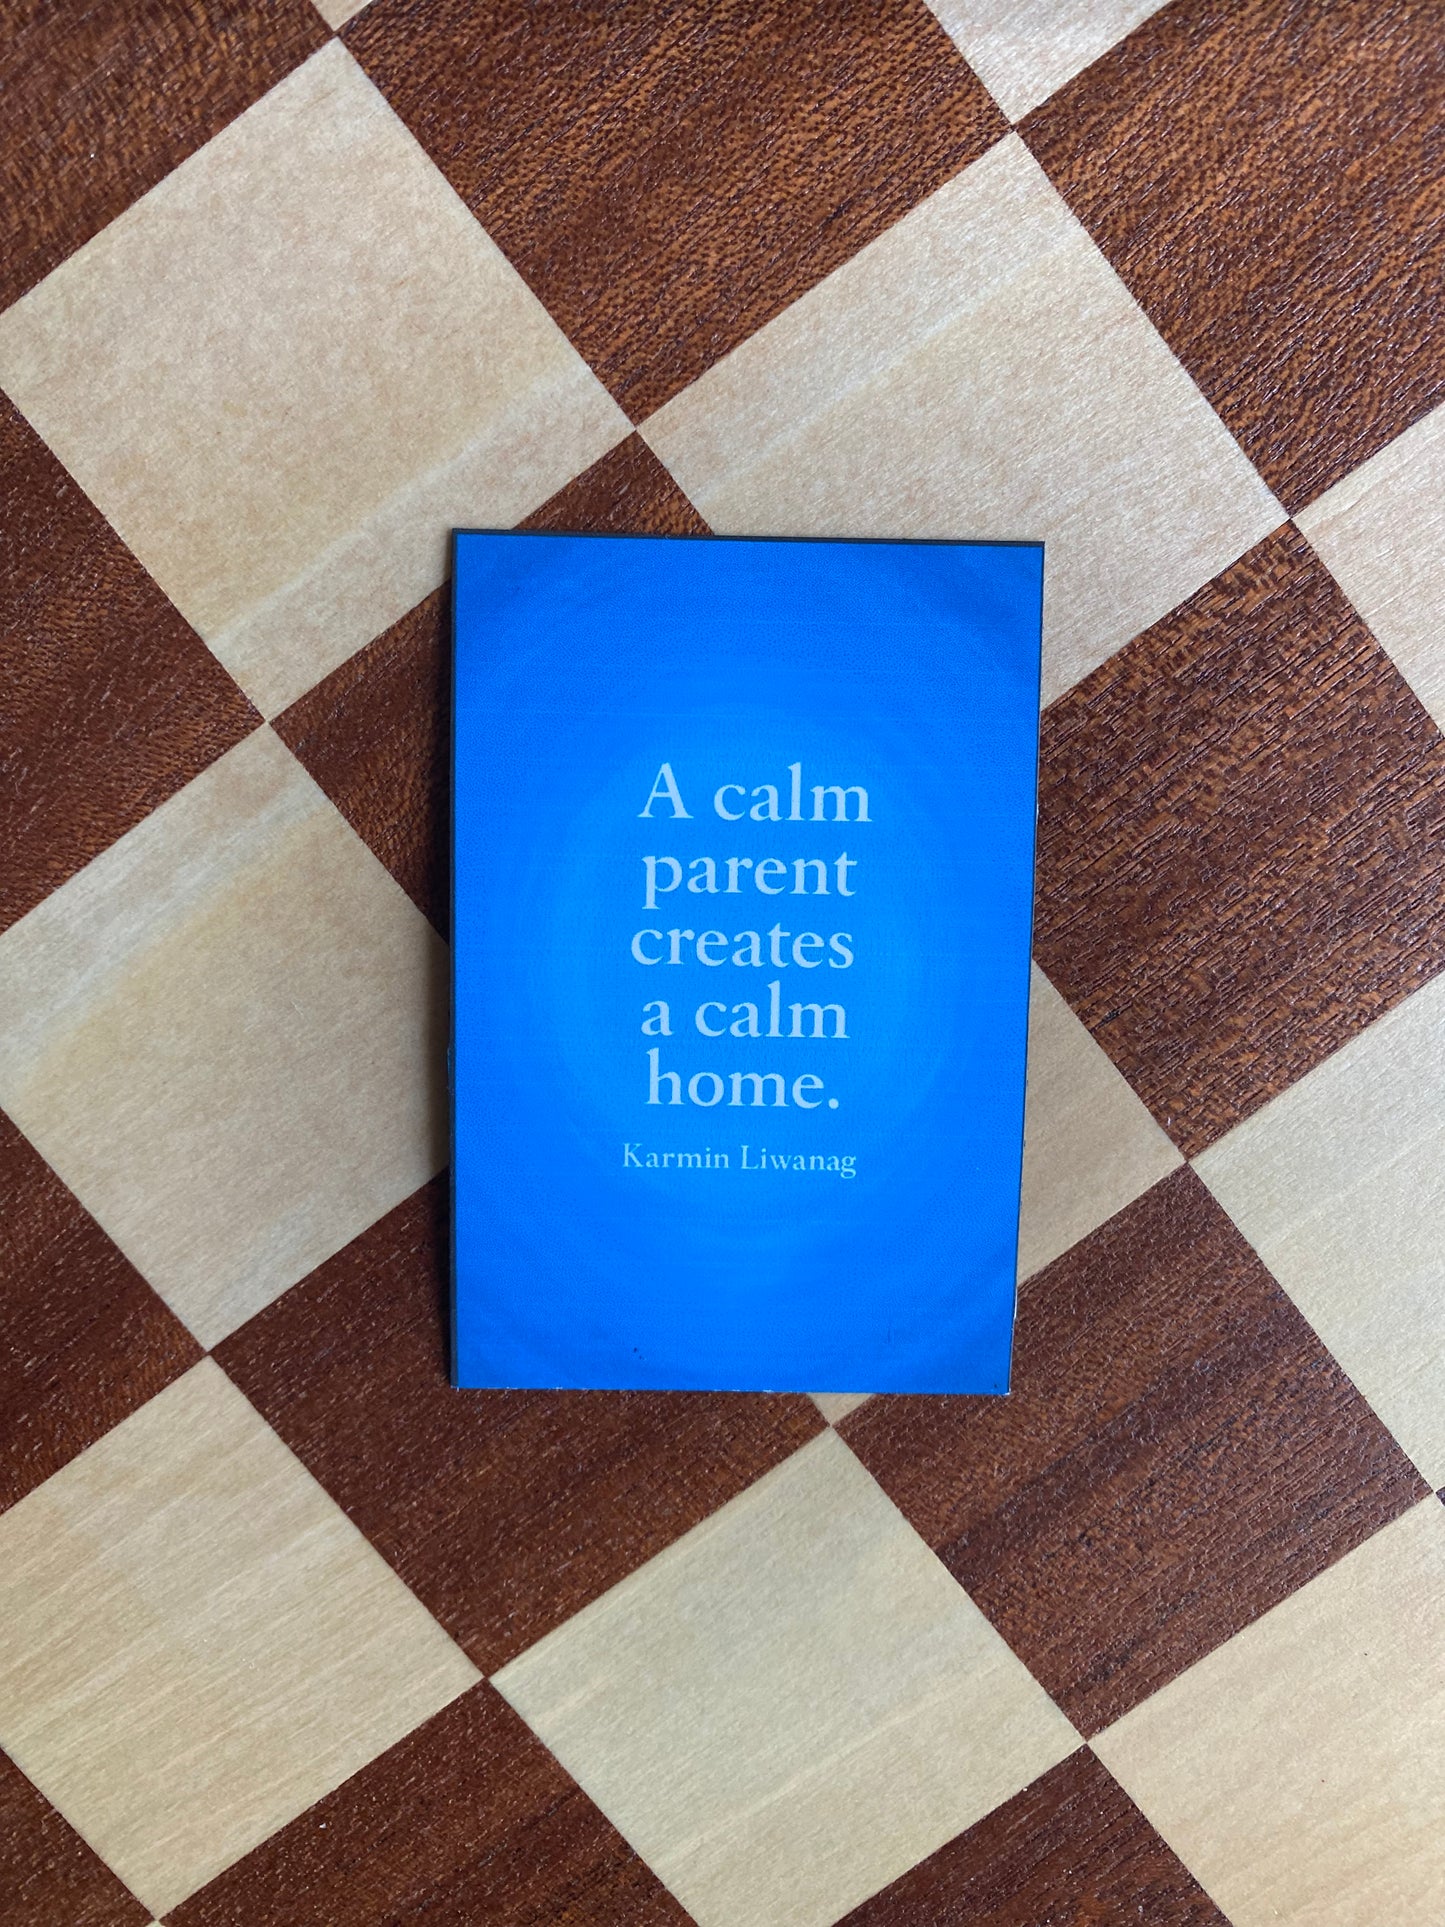 A calm
parent
creates
a calm
home.
Karmin Liwanag